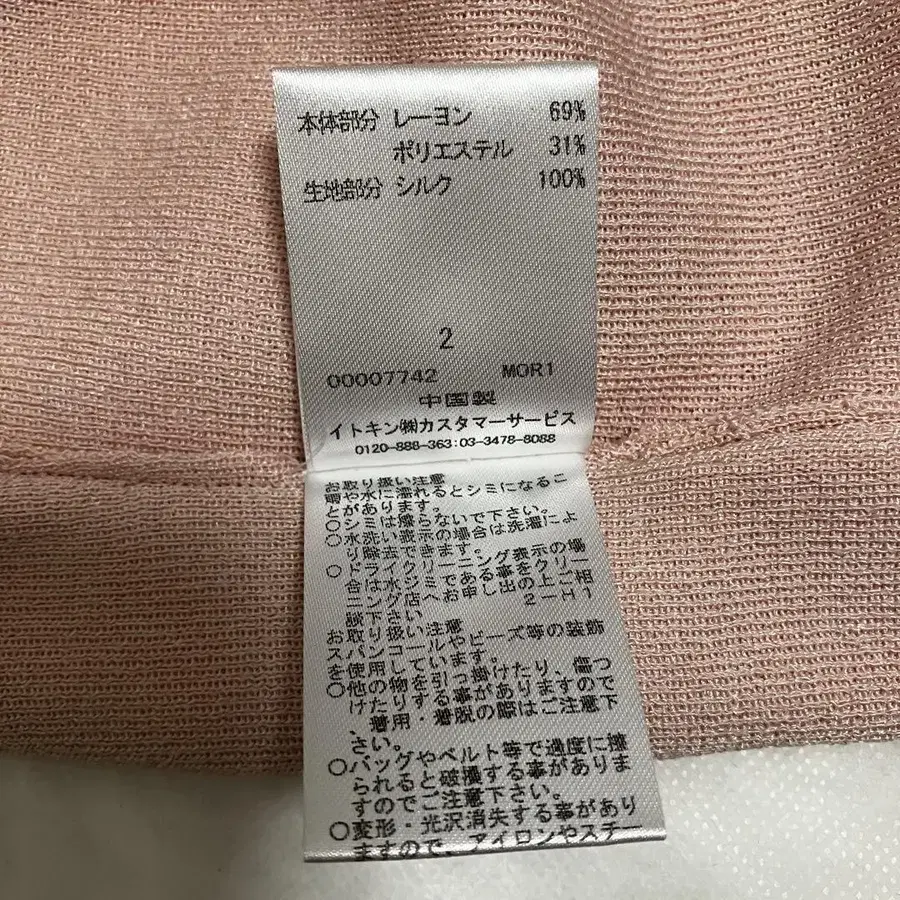 本体部分 レーヨン 69%
ポリエステル 31%
生地部分 シルク 100%
2
00007742 MOR1
中国製
イトキン㈱カスタマーサービス
0120-888-363:03-3478-8088
お取り扱い注意
雨や水に濡れるとシミになるこ
とがあります。
○シミは擦らないで下さい。
○水洗い表示の場合は洗濯によ
り除去できます。
○ドライクリーニング表示の場
合は水ジミである事をクリー
ニング店へお申し出の上ご相
談下さい 2-H1
お取り扱い注意
スパンコールやビーズ等の装飾
を使用しています。
○他の物を引っ掛けたり、傷つ
けたりする事がありますので
着用・着脱の際はご注意下
さい。
○バッグやベルト等で過度に擦
られると破損する事がありま
すのでご注意下さい。
○変形・光沢消失する事があり
ますので、アイロンやスチー